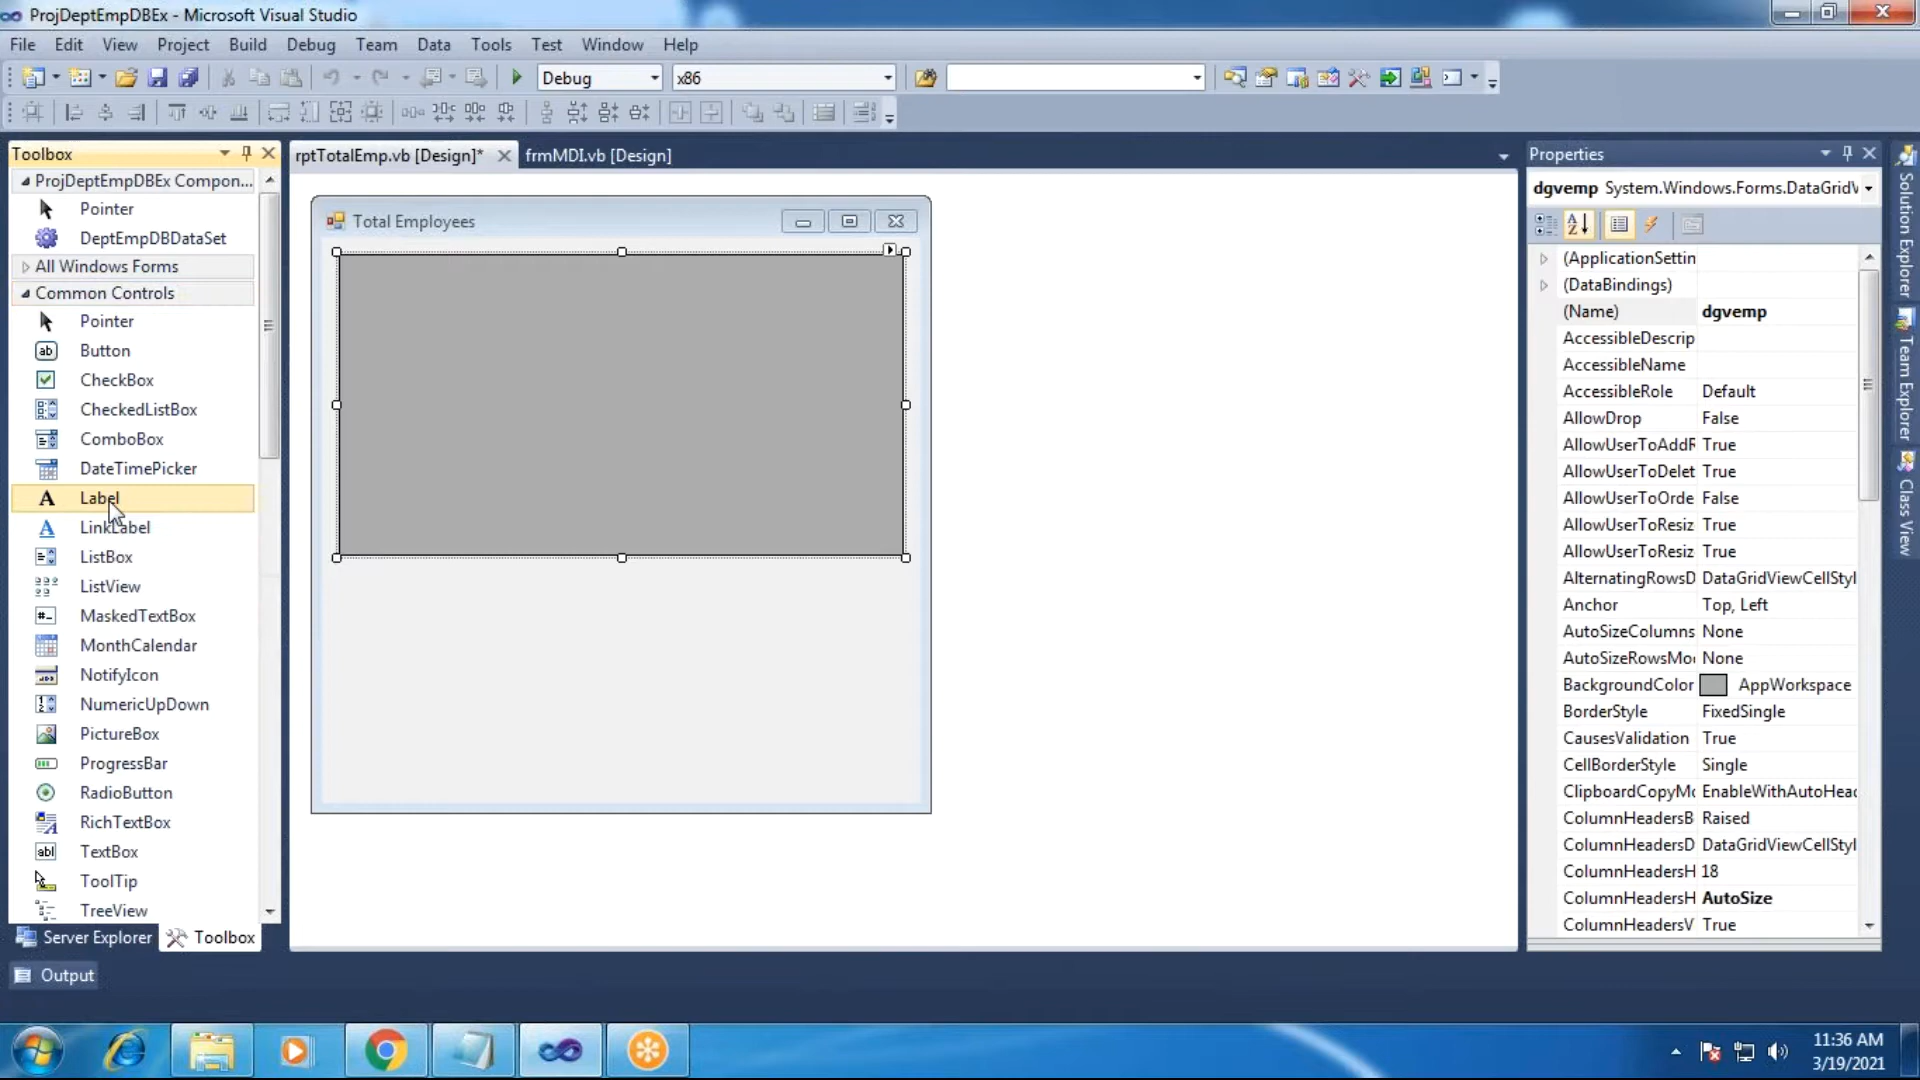 ProjDeptEmpDBEx - Microsoft Visual Studio
File Edit View Project Build Debug Team Data Tools Test Window Help
Debug x86
Toolbox
ProjDeptEmpDBEx Compon...
Pointer
DeptEmpDBDataSet
All Windows Forms
Common Controls
Pointer
Button
CheckBox
CheckedListBox
ComboBox
DateTimePicker
Label
LinkLabel
ListBox
ListView
MaskedTextBox
MonthCalendar
NotifyIcon
NumericUpDown
PictureBox
ProgressBar
RadioButton
RichTextBox
TextBox
ToolTip
TreeView
Server Explorer Toolbox
Output
rptTotalEmp.vb [Design]* frmMDI.vb [Design]
Total Employees
Properties
dgvemp System.Windows.Forms.DataGridV
(ApplicationSettin
(DataBindings)
(Name) dgvemp
AccessibleDescrip
AccessibleName
AccessibleRole Default
AllowDrop False
AllowUserToAddR True
AllowUserToDelet True
AllowUserToOrde False
AllowUserToResiz True
AllowUserToResiz True
AlternatingRowsD DataGridViewCellStyl
Anchor Top, Left
AutoSizeColumns None
AutoSizeRowsMo None
BackgroundColor AppWorkspace
BorderStyle FixedSingle
CausesValidation True
CellBorderStyle Single
ClipboardCopyMo EnableWithAutoHeac
ColumnHeadersB Raised
ColumnHeadersD DataGridViewCellStyl
ColumnHeadersH 18
ColumnHeadersH AutoSize
ColumnHeadersV True
Solution Explorer
Team Explorer
Class View
11:36 AM
3/19/2021